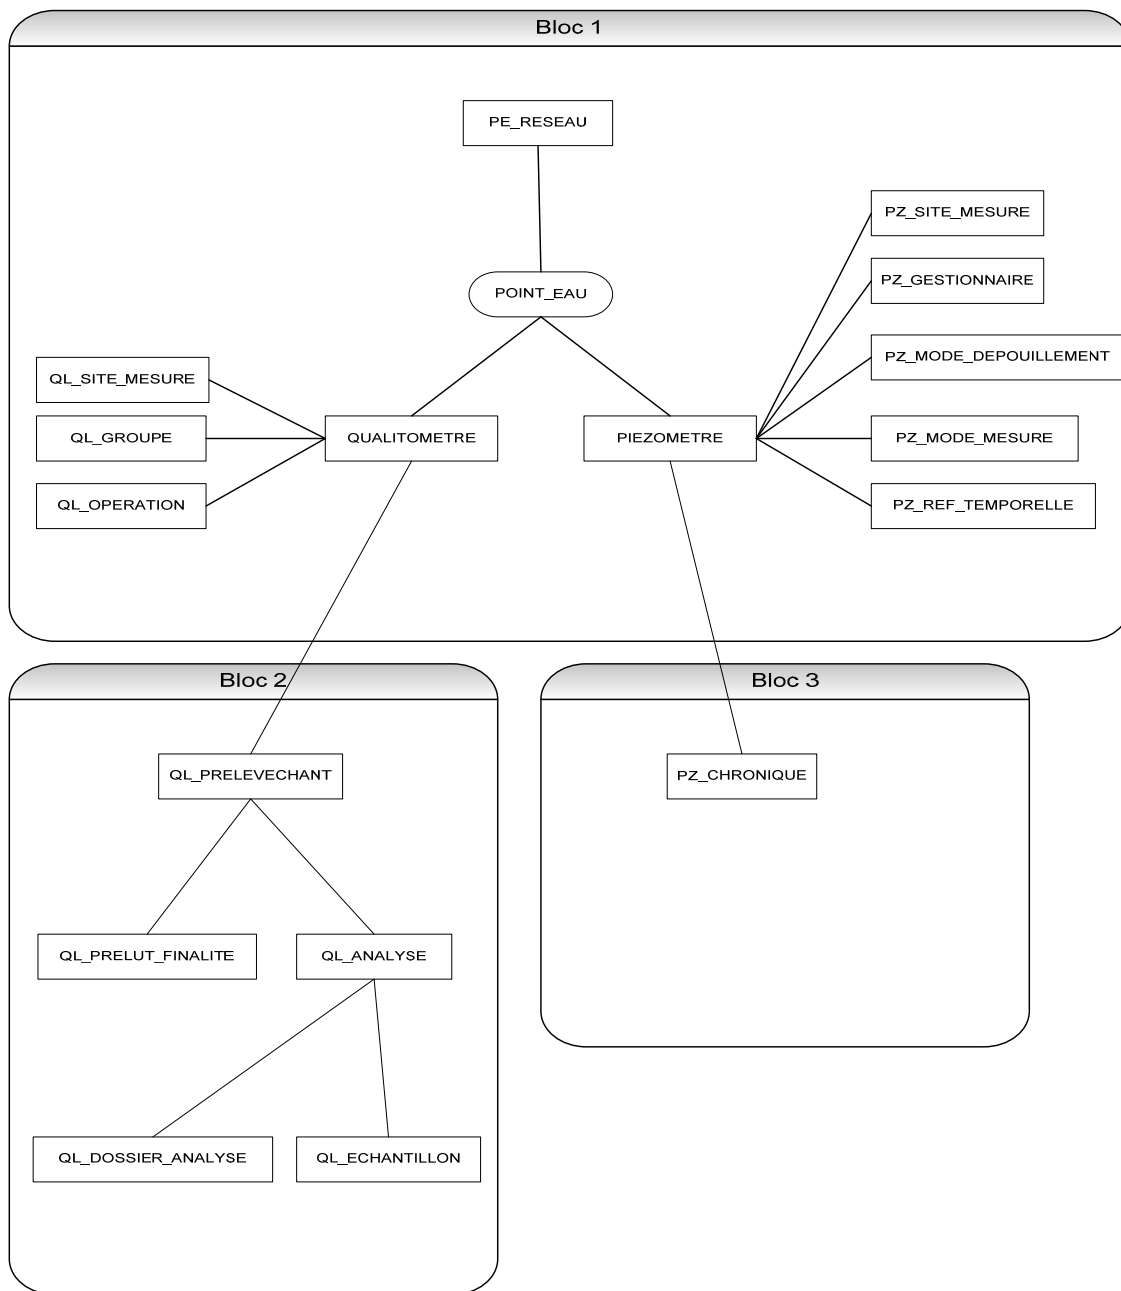 Bloc 1
PE_RESEAU
PZ_SITE_MESURE
PZ_GESTIONNAIRE
POINT_EAU
PZ_MODE_DEPOUILLEMENT
QL_SITE_MESURE
QL_GROUPE
QUALITOMETRE
PIEZOMETRE
PZ_MODE_MESURE
QL_OPERATION
PZ_REF_TEMPORELLE
Bloc 2
Bloc 3
QL_PRELEVECHANT
PZ_CHRONIQUE
QL_PRELUT_FINALITE
QL_ANALYSE
QL_DOSSIER_ANALYSE
QL_ECHANTILLON